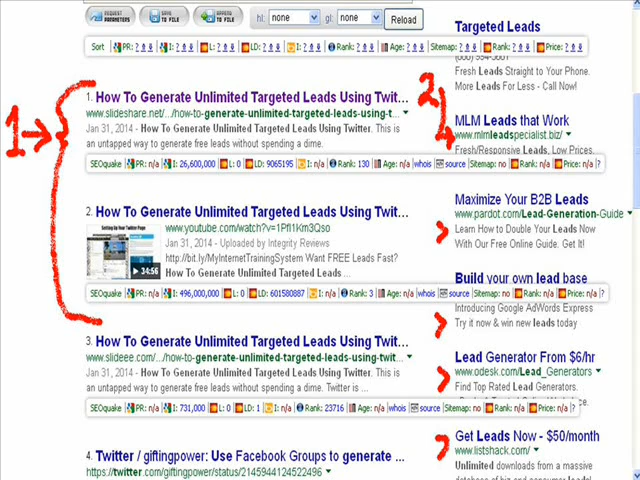 REQUEST PARAMETERS
SAVE TO FILE
APPEND TO FILE
hl: none
gl: none
Reload
Sort PR: ? I: ? L: ? LD: ? I: ? Rank: ? Age: ? Sitemap: ? Rank: ? Price: ?
1
1. How To Generate Unlimited Targeted Leads Using Twit...
www.slideshare.net/.../how-to-generate-unlimited-targeted-leads-using-t...
Jan 31, 2014 - How To Generate Unlimited Targeted Leads Using Twitter. This is
an untapped way to generate free leads without spending a dime.
SEOquake PR: n/a I: 26,600,000 L: 0 LD: 9065195 I: n/a Rank: 130 Age: n/a whois source Sitemap: no Rank: n/a Price: n/a ?
2. How To Generate Unlimited Targeted Leads Using Twit...
www.youtube.com/watch?v=1Pfl1Km3Qso
Jan 31, 2014 - Uploaded by Integrity Reviews
http://bit.ly/MyInternetTrainingSystem Want FREE Leads Fast?
How To Generate Unlimited Targeted Leads ...
34:56
SEOquake PR: n/a I: 496,000,000 L: 0 LD: 601580887 I: n/a Rank: 3 Age: n/a whois source Sitemap: no Rank: n/a Price: n/a ?
3. How To Generate Unlimited Targeted Leads Using Twit...
www.slideee.com/.../how-to-generate-unlimited-targeted-leads-using-twit...
Jan 31, 2014 - How To Generate Unlimited Targeted Leads Using Twitter. This is
an untapped way to generate free leads without spending a dime. Twitter is ...
SEOquake PR: n/a I: 731,000 L: 0 LD: 1 I: n/a Rank: 23716 Age: n/a whois source Sitemap: no Rank: n/a Price: n/a ?
4. Twitter / giftingpower: Use Facebook Groups to generate ...
https://twitter.com/giftingpower/status/2145944124522496
2
Targeted Leads
Fresh Leads Straight to Your Phone.
More Leads For Less - Call Now!
MLM Leads that Work
www.mlmleadspecialist.biz/
Fresh/Responsive Leads, Low Prices,
Maximize Your B2B Leads
www.pardot.com/Lead-Generation-Guide
Learn How to Double Your Leads Now
With Our Free Online Guide. Get It!
Build your own lead base
Introducing Google AdWords Express
Try it now & win new leads today
Lead Generator From $6/hr
www.odesk.com/Lead_Generators
Find Top Rated Lead Generators.
Get Leads Now - $50/month
www.listshack.com/
Unlimited downloads from a massive